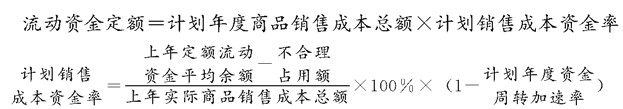 流动资金定额＝计划年度商品销售成本总额×计划销售成本资金率
计划销售成本资金率＝(上年定额流动资金平均余额－不合理占用额)/上年实际商品销售成本总额×100％×（1－计划年度资金周转加速率）